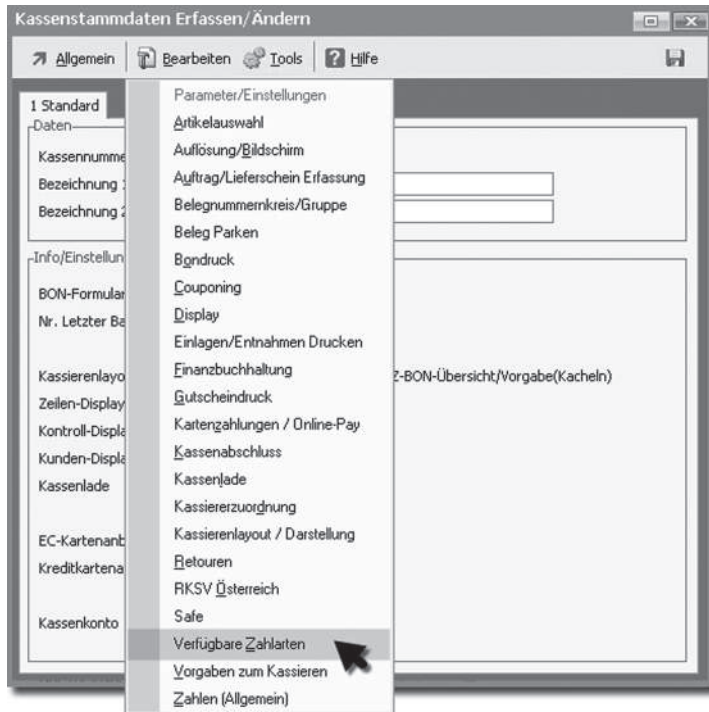 Kassenstammdaten Erfassen/Ändern
Allgemein Bearbeiten Tools Hilfe
1 Standard
Daten
Kassennumme
Bezeichnung 1
Bezeichnung 2
Info/Einstellun
BON-Formular
Nr. Letzter Ba
Kassierenlayo
Z-BON-Übersicht/Vorgabe(Kacheln)
Zeilen-Display
Kontroll-Displa
Kunden-Displa
Kassenlade
EC-Kartenanb
Kreditkartena
Kassenkonto
Parameter/Einstellungen
Artikelauswahl
Auflösung/Bildschirm
Auftrag/Lieferschein Erfassung
Belegnummernkreis/Gruppe
Beleg Parken
Bondruck
Couponing
Display
Einlagen/Entnahmen Drucken
Finanzbuchhaltung
Gutscheindruck
Kartenzahlungen / Online-Pay
Kassenabschluss
Kassenlade
Kassiererzuordnung
Kassierenlayout / Darstellung
Retouren
RKSV Österreich
Safe
Verfügbare Zahlarten
Vorgaben zum Kassieren
Zahlen (Allgemein)